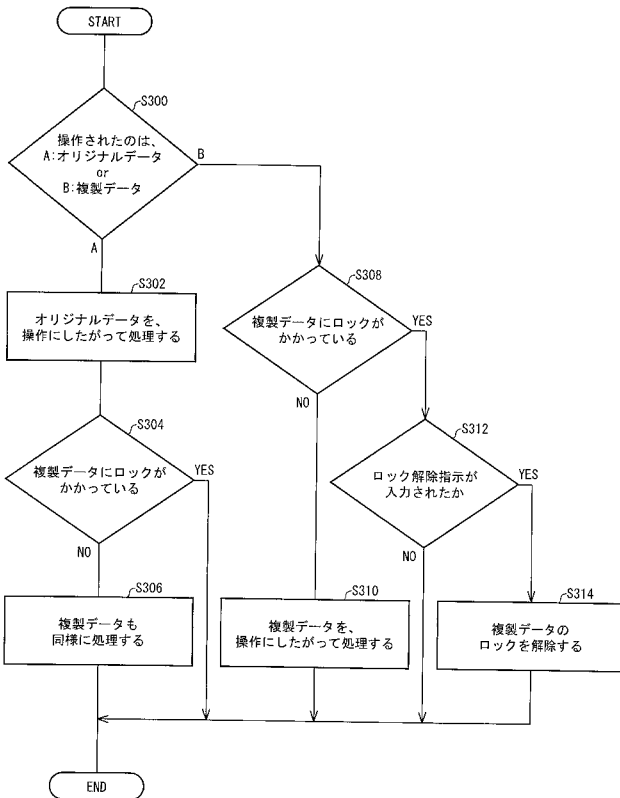 START
S300
操作されたのは、
A:オリジナルデータ
or
B:複製データ
B
A
S302
オリジナルデータを、
操作にしたがって処理する
S308
複製データにロックが
かかっている
YES
NO
S304
複製データにロックが
かかっている
YES
NO
S312
ロック解除指示が
入力されたか
YES
NO
S306
複製データも
同様に処理する
S310
複製データを、
操作にしたがって処理する
S314
複製データの
ロックを解除する
END